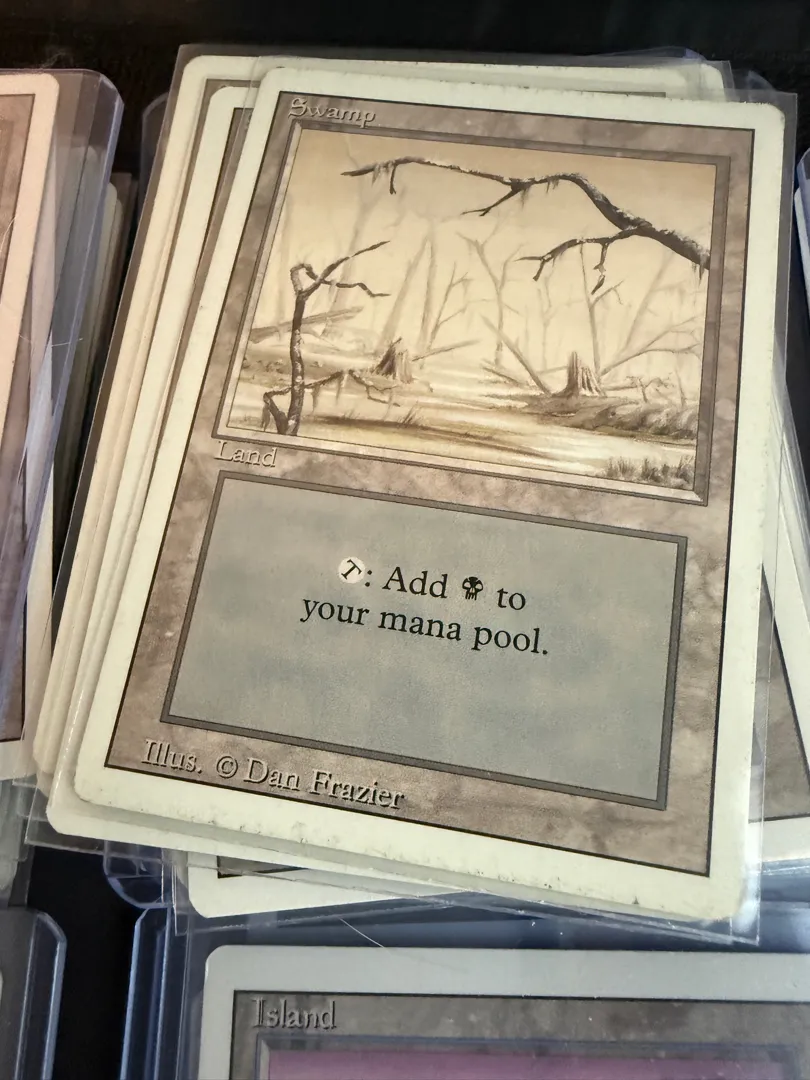 Swamp
Land
T: Add to
your mana pool.
Illus. © Dan Frazier
Island